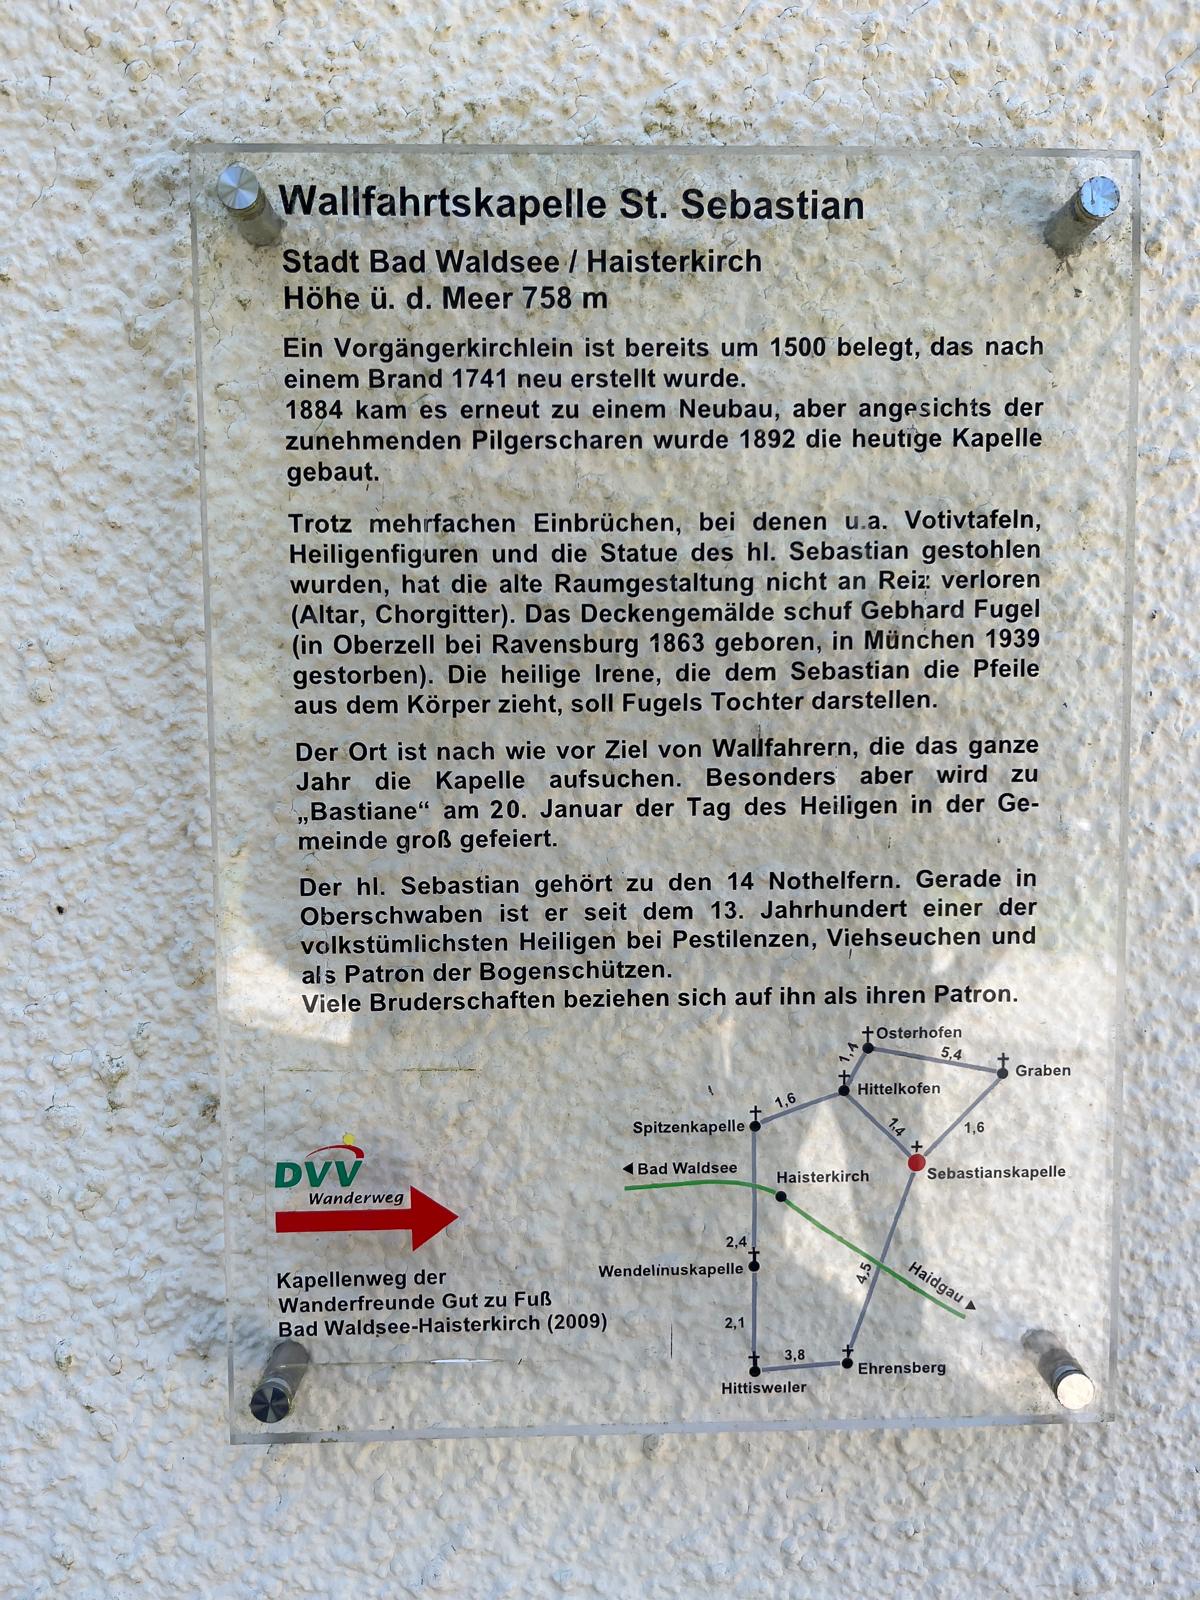 Wallfahrtskapelle St. Sebastian
Stadt Bad Waldsee / Haisterkirch
Höhe ü. d. Meer 758 m
Ein Vorgängerkirchlein ist bereits um 1500 belegt, das nach
einem Brand 1741 neu erstellt wurde.
1884 kam es erneut zu einem Neubau, aber angesichts der
zunehmenden Pilgerscharen wurde 1892 die heutige Kapelle
gebaut.
Trotz mehrfachen Einbrüchen, bei denen u.a. Votivtafeln,
Heiligenfiguren und die Statue des hl. Sebastian gestohlen
wurden, hat die alte Raumgestaltung nicht an Reiz verloren
(Altar, Chorgitter). Das Deckengemälde schuf Gebhard Fugel
(in Oberzell bei Ravensburg 1863 geboren, in München 1939
gestorben). Die heilige Irene, die dem Sebastian die Pfeile
aus dem Körper zieht, soll Fugels Tochter darstellen.
Der Ort ist nach wie vor Ziel von Wallfahrern, die das ganze
Jahr die Kapelle aufsuchen. Besonders aber wird zu
„Bastiane“ am 20. Januar der Tag des Heiligen in der Ge-
meinde groß gefeiert.
Der hl. Sebastian gehört zu den 14 Nothelfern. Gerade in
Oberschwaben ist er seit dem 13. Jahrhundert einer der
volkstümlichsten Heiligen bei Pestilenzen, Viehseuchen und
als Patron der Bogenschützen.
Viele Bruderschaften beziehen sich auf ihn als ihren Patron.
Osterhofen
1,4
5,4
Graben
Hittelkofen
1,6
1,4
1,6
Spitzenkapelle
Bad Waldsee
Haisterkirch
Sebastianskapelle
2,4
Wendelinuskapelle
4,5
Haidgau
2,1
3,8
Ehrensberg
Hittisweiler
DVV
Wanderweg
Kapellenweg der
Wanderfreunde Gut zu Fuß
Bad Waldsee-Haisterkirch (2009)